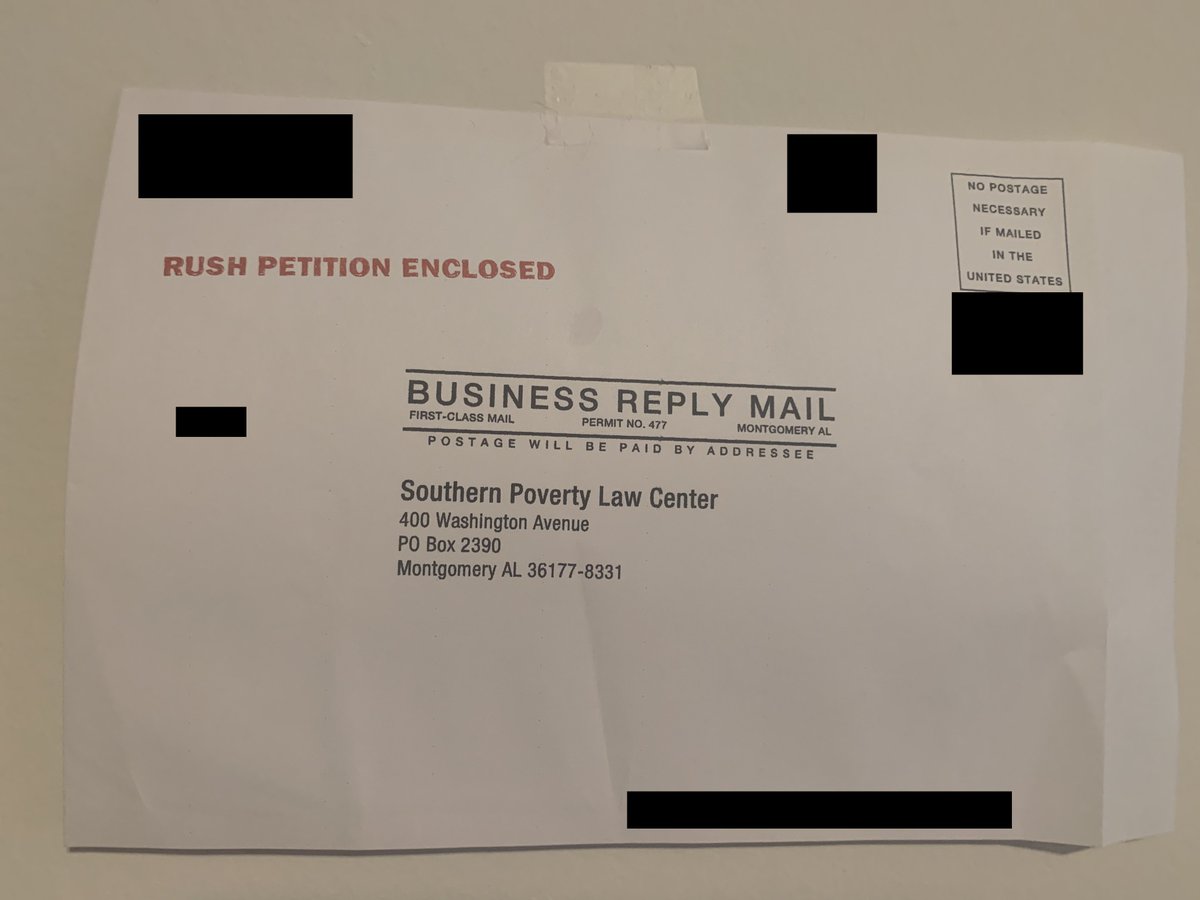 NO POSTAGE
NECESSARY
IF MAILED
IN THE
UNITED STATES
RUSH PETITION ENCLOSED
BUSINESS REPLY MAIL
FIRST-CLASS MAIL PERMIT NO. 477 MONTGOMERY AL
POSTAGE WILL BE PAID BY ADDRESSEE
Southern Poverty Law Center
400 Washington Avenue
PO Box 2390
Montgomery AL 36177-8331